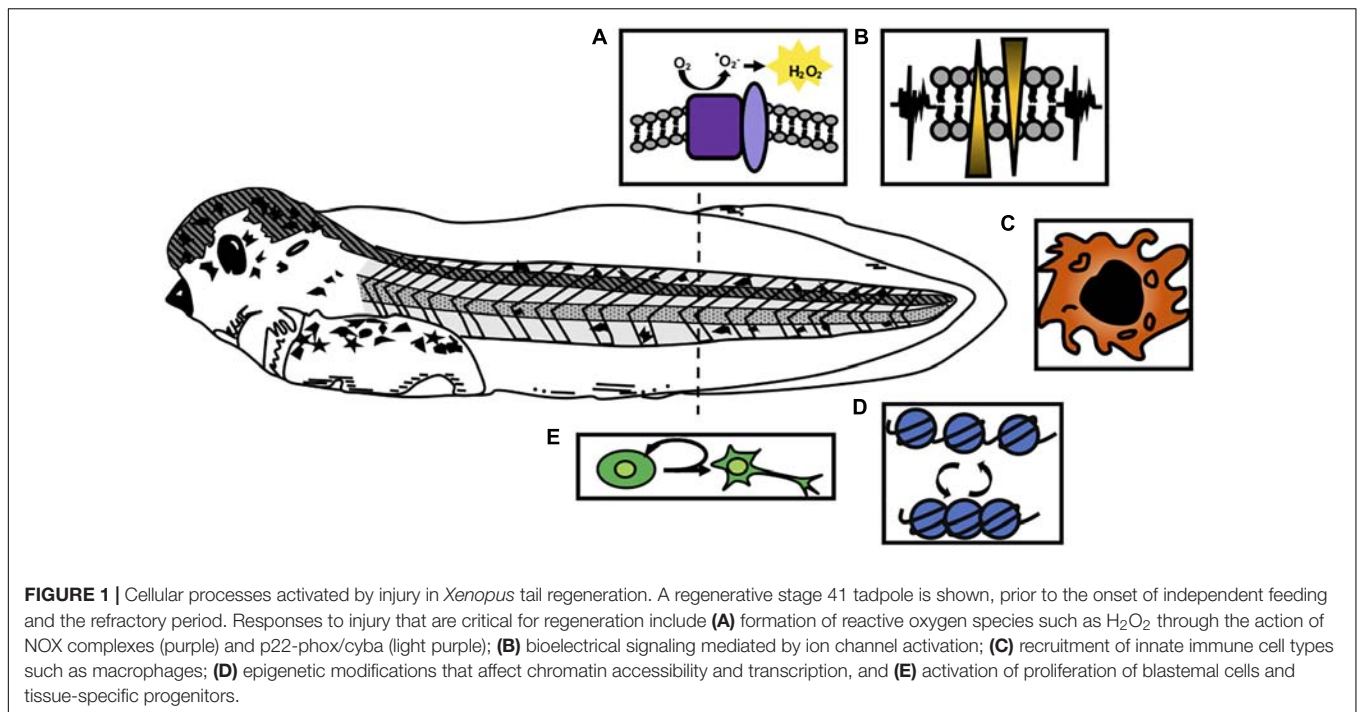 A
B
O2 •O2- H2O2
C
D
E
FIGURE 1 | Cellular processes activated by injury in Xenopus tail regeneration. A regenerative stage 41 tadpole is shown, prior to the onset of independent feeding
and the refractory period. Responses to injury that are critical for regeneration include (A) formation of reactive oxygen species such as H2O2 through the action of
NOX complexes (purple) and p22-phox/cyba (light purple); (B) bioelectrical signaling mediated by ion channel activation; (C) recruitment of innate immune cell types
such as macrophages; (D) epigenetic modifications that affect chromatin accessibility and transcription, and (E) activation of proliferation of blastemal cells and
tissue-specific progenitors.